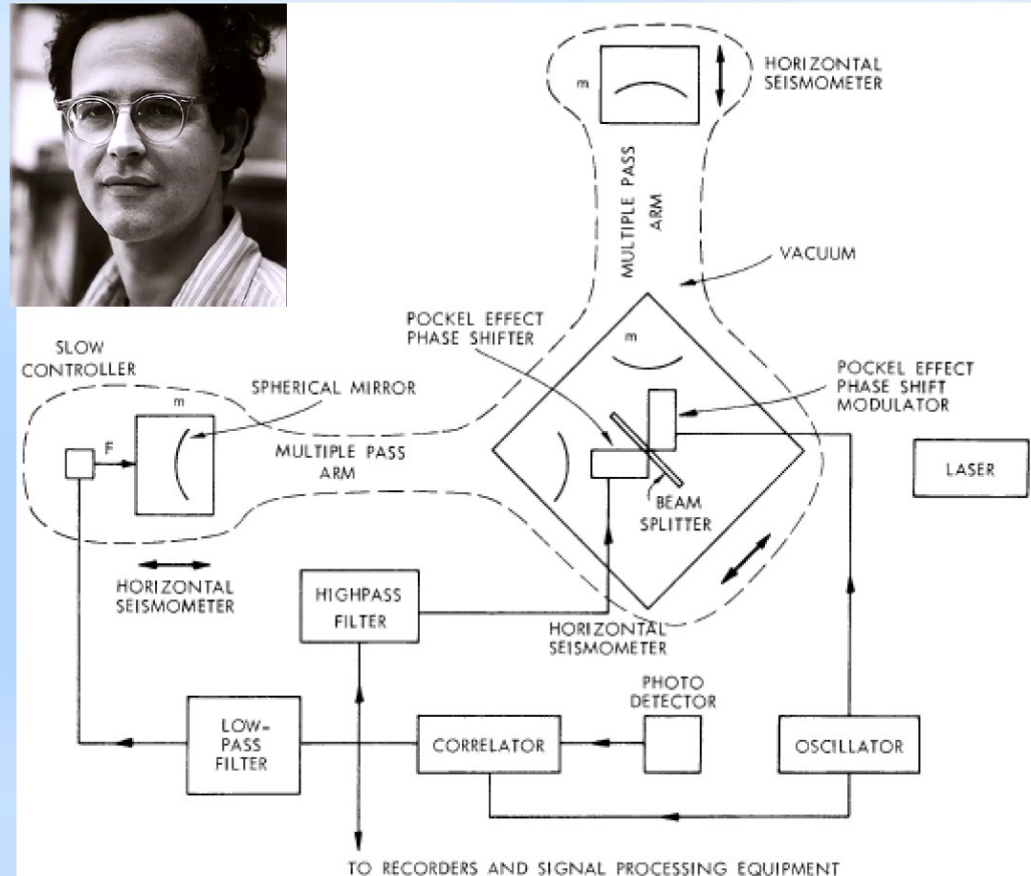 HORIZONTAL
SEISMOMETER
m
MULTIPLE PASS
ARM
VACUUM
POCKEL EFFECT
PHASE SHIFTER
m
SLOW
CONTROLLER
SPHERICAL MIRROR
m
POCKEL EFFECT
PHASE SHIFT
MODULATOR
F
MULTIPLE PASS
ARM
LASER
BEAM
SPLITTER
HORIZONTAL
SEISMOMETER
HIGHPASS
FILTER
HORIZONTAL
SEISMOMETER
PHOTO
DETECTOR
LOW-
PASS
FILTER
CORRELATOR
OSCILLATOR
TO RECORDERS AND SIGNAL PROCESSING EQUIPMENT